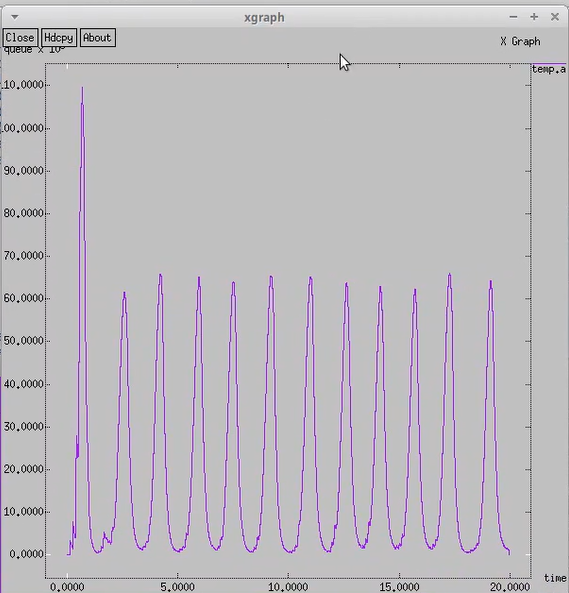 xgraph
Close Hdcpy About
X Graph
queue x 10
temp.a
10.0000
00.0000
90.0000
80.0000
70.0000
60.0000
50.0000
40.0000
30.0000
20.0000
10.0000
0.0000
time
0.0000 5.0000 10.0000 15.0000 20.0000